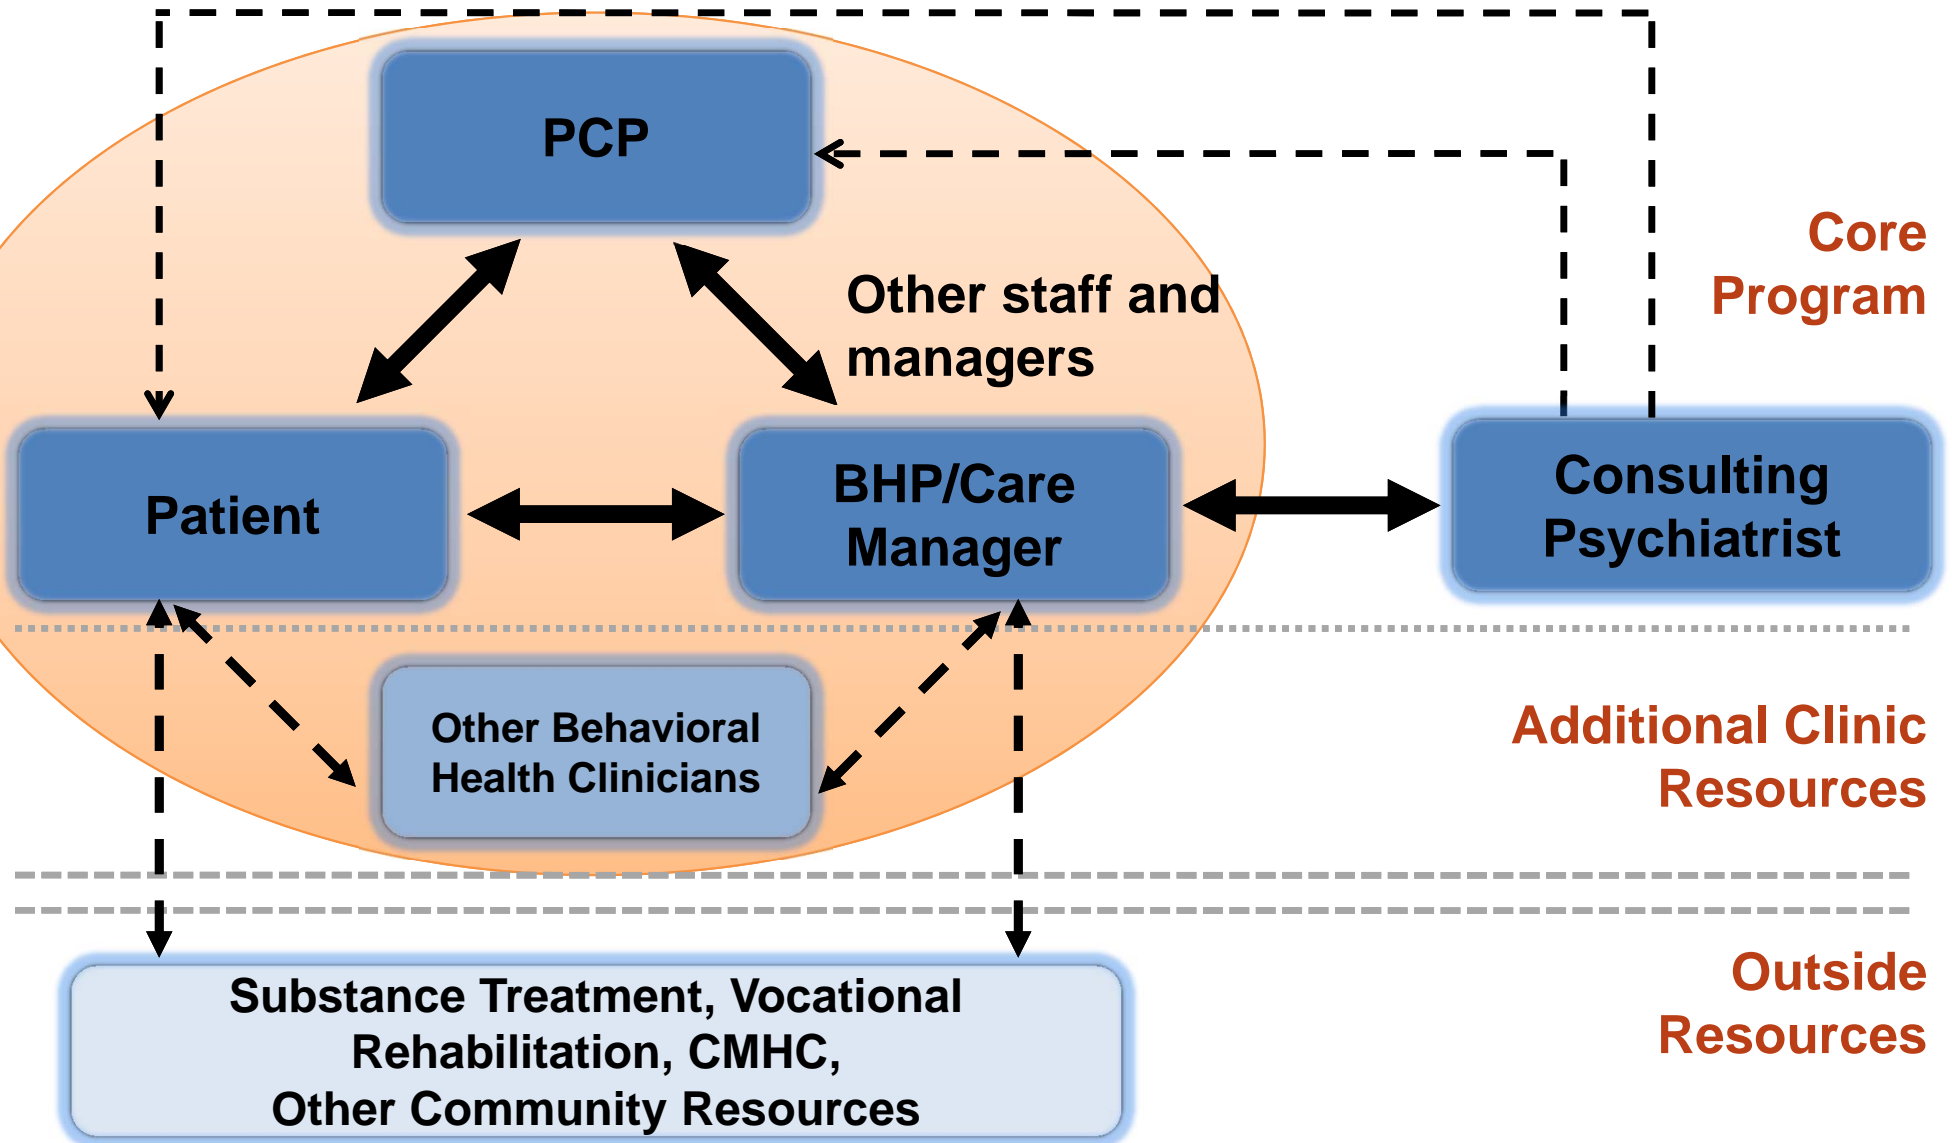 PCP
Core
Program
Other staff and
managers
Patient
BHP/Care
Manager
Consulting
Psychiatrist
Other Behavioral
Health Clinicians
Additional Clinic
Resources
Outside
Resources
Substance Treatment, Vocational
Rehabilitation, CMHC,
Other Community Resources